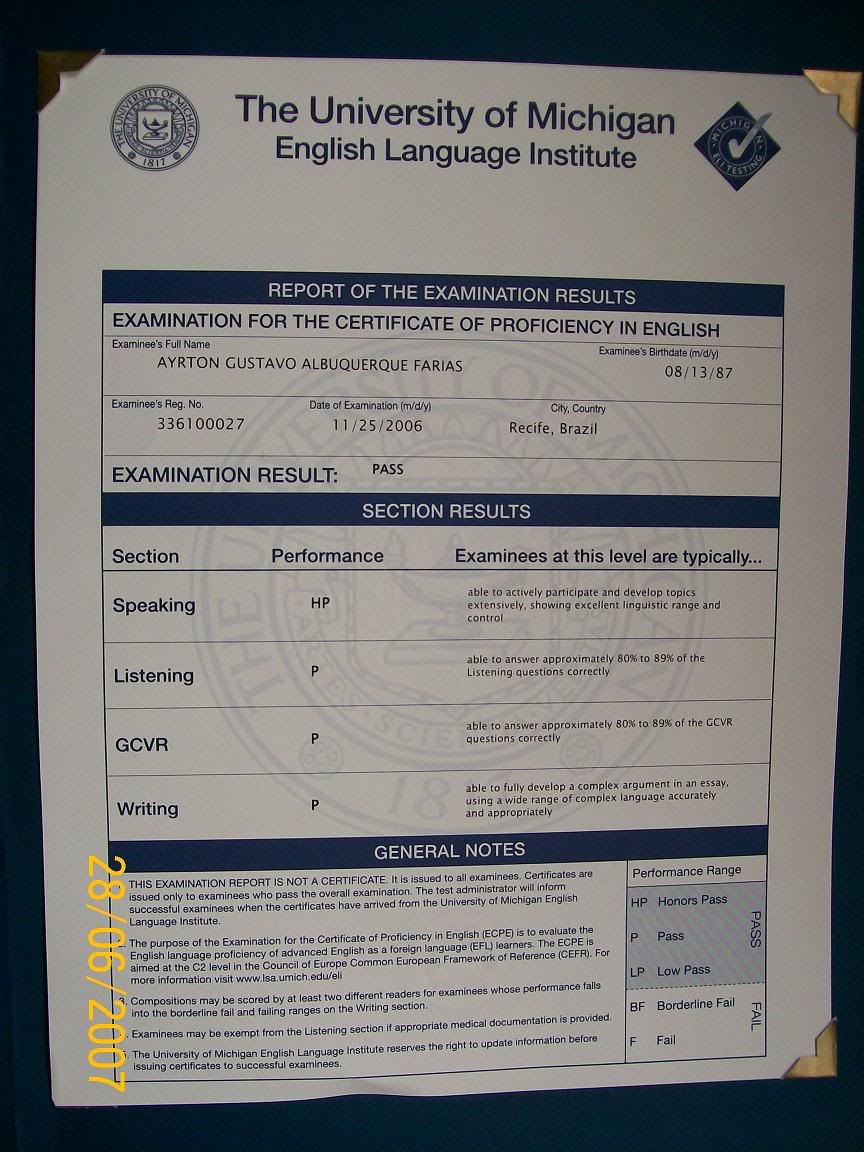 THE UNIVERSITY OF MICHIGAN
1817
The University of Michigan
English Language Institute
MICHIGAN
ELI TESTING
REPORT OF THE EXAMINATION RESULTS
EXAMINATION FOR THE CERTIFICATE OF PROFICIENCY IN ENGLISH
Examinee's Full Name
Examinee's Birthdate (m/d/y)
AYRTON GUSTAVO ALBUQUERQUE FARIAS
08/13/87
Examinee's Reg. No.
Date of Examination (m/d/y)
City, Country
336100027
11/25/2006
Recife, Brazil
EXAMINATION RESULT: PASS
SECTION RESULTS
Section Performance Examinees at this level are typically...
Speaking HP
able to actively participate and develop topics
extensively, showing excellent linguistic range and
control
Listening P
able to answer approximately 80% to 89% of the
Listening questions correctly
GCVR P
able to answer approximately 80% to 89% of the GCVR
questions correctly
Writing P
able to fully develop a complex argument in an essay,
using a wide range of complex language accurately
and appropriately
GENERAL NOTES
THIS EXAMINATION REPORT IS NOT A CERTIFICATE. It is issued to all examinees. Certificates are
issued only to examinees who pass the overall examination. The test administrator will inform
successful examinees when the certificates have arrived from the University of Michigan English
Language Institute.
The purpose of the Examination for the Certificate of Proficiency in English (ECPE) is to evaluate the
English language proficiency of advanced English as a foreign language (EFL) learners. The ECPE is
aimed at the C2 level in the Council of Europe Common European Framework of Reference (CEFR). For
more information visit www.lsa.umich.edu/eli
3. Compositions may be scored by at least two different readers for examinees whose performance falls
into the borderline fail and failing ranges on the Writing section.
Examinees may be exempt from the Listening section if appropriate medical documentation is provided.
The University of Michigan English Language Institute reserves the right to update information before
issuing certificates to successful examinees.
Performance Range
HP Honors Pass
P Pass
LP Low Pass
PASS
BF Borderline Fail
F Fail
FAIL
28/06/2007